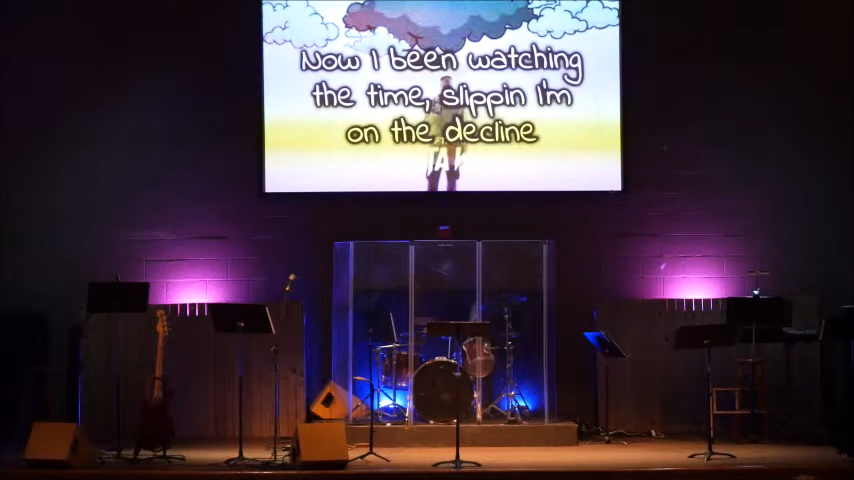 Now I been watching
the time, slippin I'm
on the decline